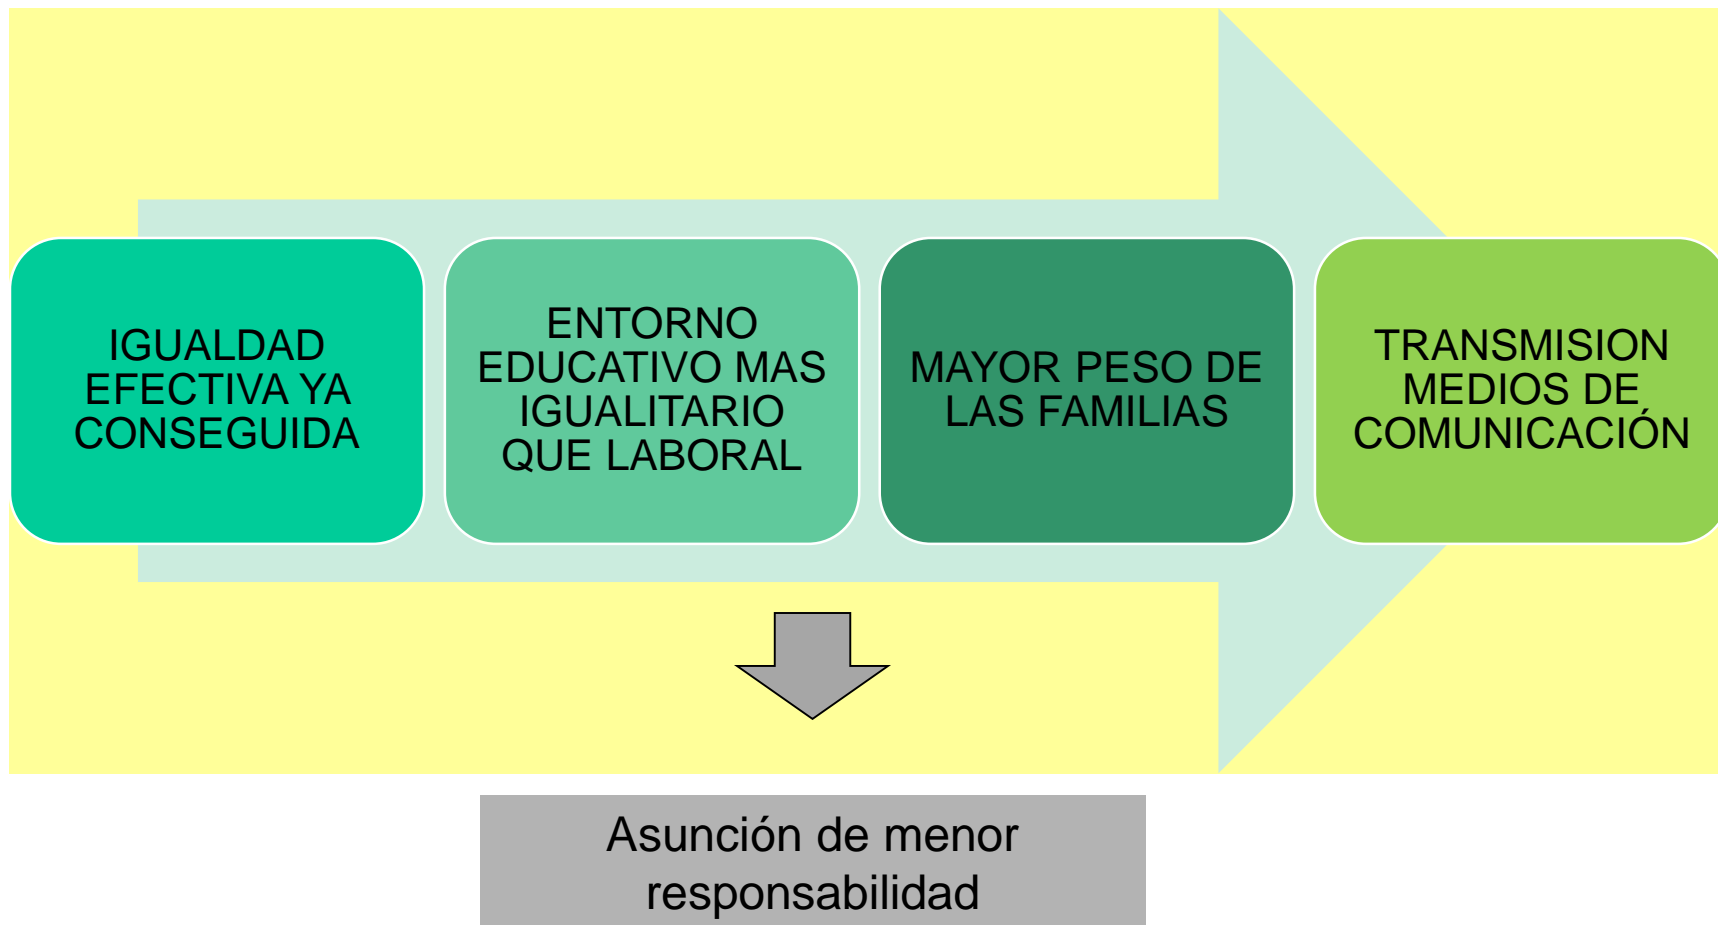 IGUALDAD
EFECTIVA YA
CONSEGUIDA
ENTORNO
EDUCATIVO MAS
IGUALITARIO
QUE LABORAL
MAYOR PESO DE
LAS FAMILIAS
TRANSMISION
MEDIOS DE
COMUNICACIÓN
Asunción de menor
responsabilidad